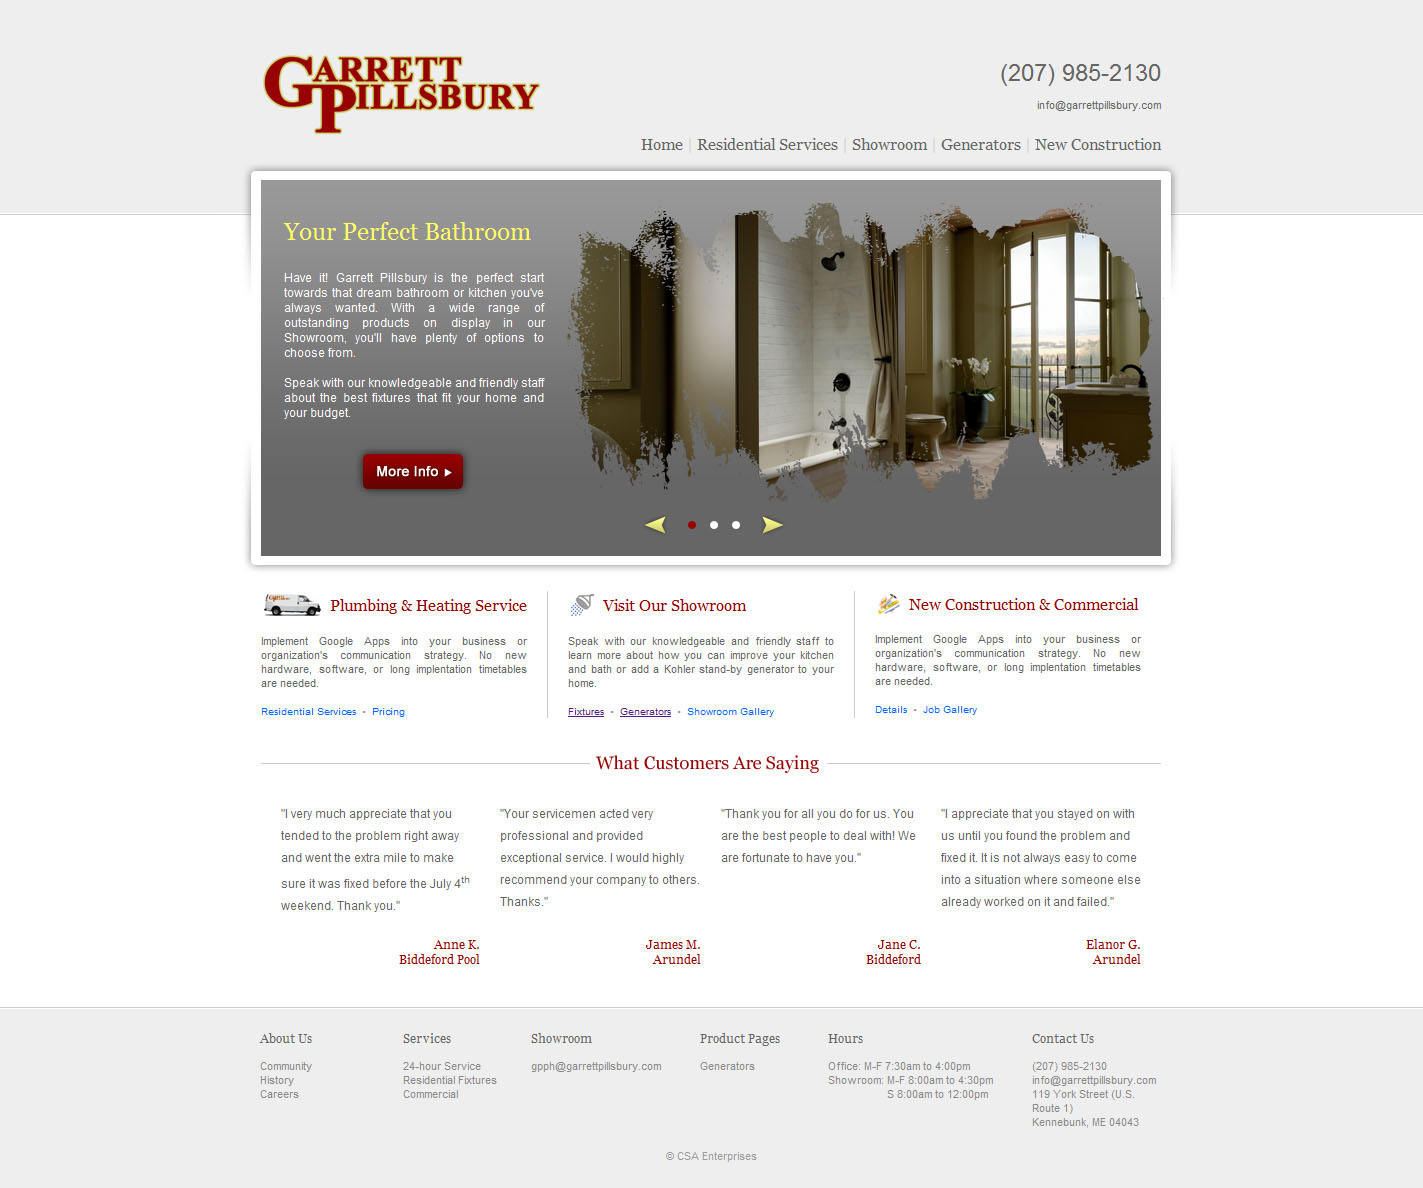 GARRETT
PILLSBURY
(207) 985-2130
info@garrettpillsbury.com
Home | Residential Services | Showroom | Generators | New Construction
Your Perfect Bathroom
Have it! Garrett Pillsbury is the perfect start
towards that dream bathroom or kitchen you've
always wanted. With a wide range of
outstanding products on display in our
Showroom, you'll have plenty of options to
choose from.
Speak with our knowledgeable and friendly staff
about the best fixtures that fit your home and
your budget.
More Info
GARRETT
PILLSBURY
Plumbing & Heating Service
Implement Google Apps into your business or
organization's communication strategy. No new
hardware, software, or long implentation timetables
are needed.
Residential Services - Pricing
Visit Our Showroom
Speak with our knowledgeable and friendly staff to
learn more about how you can improve your kitchen
and bath or add a Kohler stand-by generator to your
home.
Fixtures - Generators - Showroom Gallery
New Construction & Commercial
Implement Google Apps into your business or
organization's communication strategy. No new
hardware, software, or long implentation timetables
are needed.
Details - Job Gallery
What Customers Are Saying
"I very much appreciate that you
tended to the problem right away
and went the extra mile to make
sure it was fixed before the July 4th
weekend. Thank you."
Anne K.
Biddeford Pool
"Your servicemen acted very
professional and provided
exceptional service. I would highly
recommend your company to others.
Thanks."
James M.
Arundel
"Thank you for all you do for us. You
are the best people to deal with! We
are fortunate to have you."
Jane C.
Biddeford
"I appreciate that you stayed on with
us until you found the problem and
fixed it. It is not always easy to come
into a situation where someone else
already worked on it and failed."
Elanor G.
Arundel
About Us
Community
History
Careers
Services
24-hour Service
Residential Fixtures
Commercial
Showroom
gpph@garrettpillsbury.com
Product Pages
Generators
Hours
Office: M-F 7:30am to 4:00pm
Showroom: M-F 8:00am to 4:30pm
S 8:00am to 12:00pm
Contact Us
(207) 985-2130
info@garrettpillsbury.com
119 York Street (U.S.
Route 1)
Kennebunk, ME 04043
© CSA Enterprises